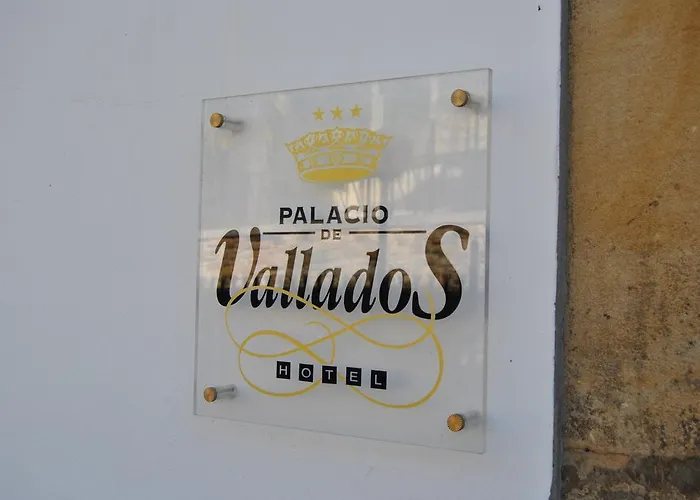 PALACIO
DE
ValladoS
HOTEL